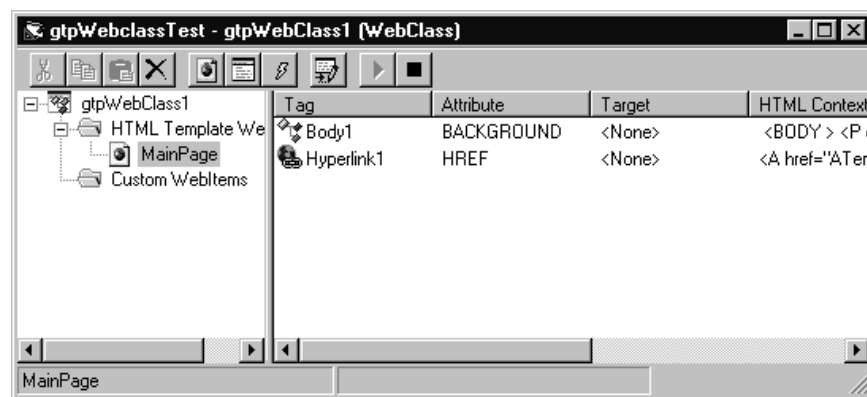 gtpWebclassTest - gtpWebClass1 (WebClass)
gtpWebClass1
HTML Template We
MainPage
Custom WebItems
Tag Attribute Target HTML Context
Body1 BACKGROUND <None> <BODY > <P
Hyperlink1 HREF <None> <A href="ATer
MainPage